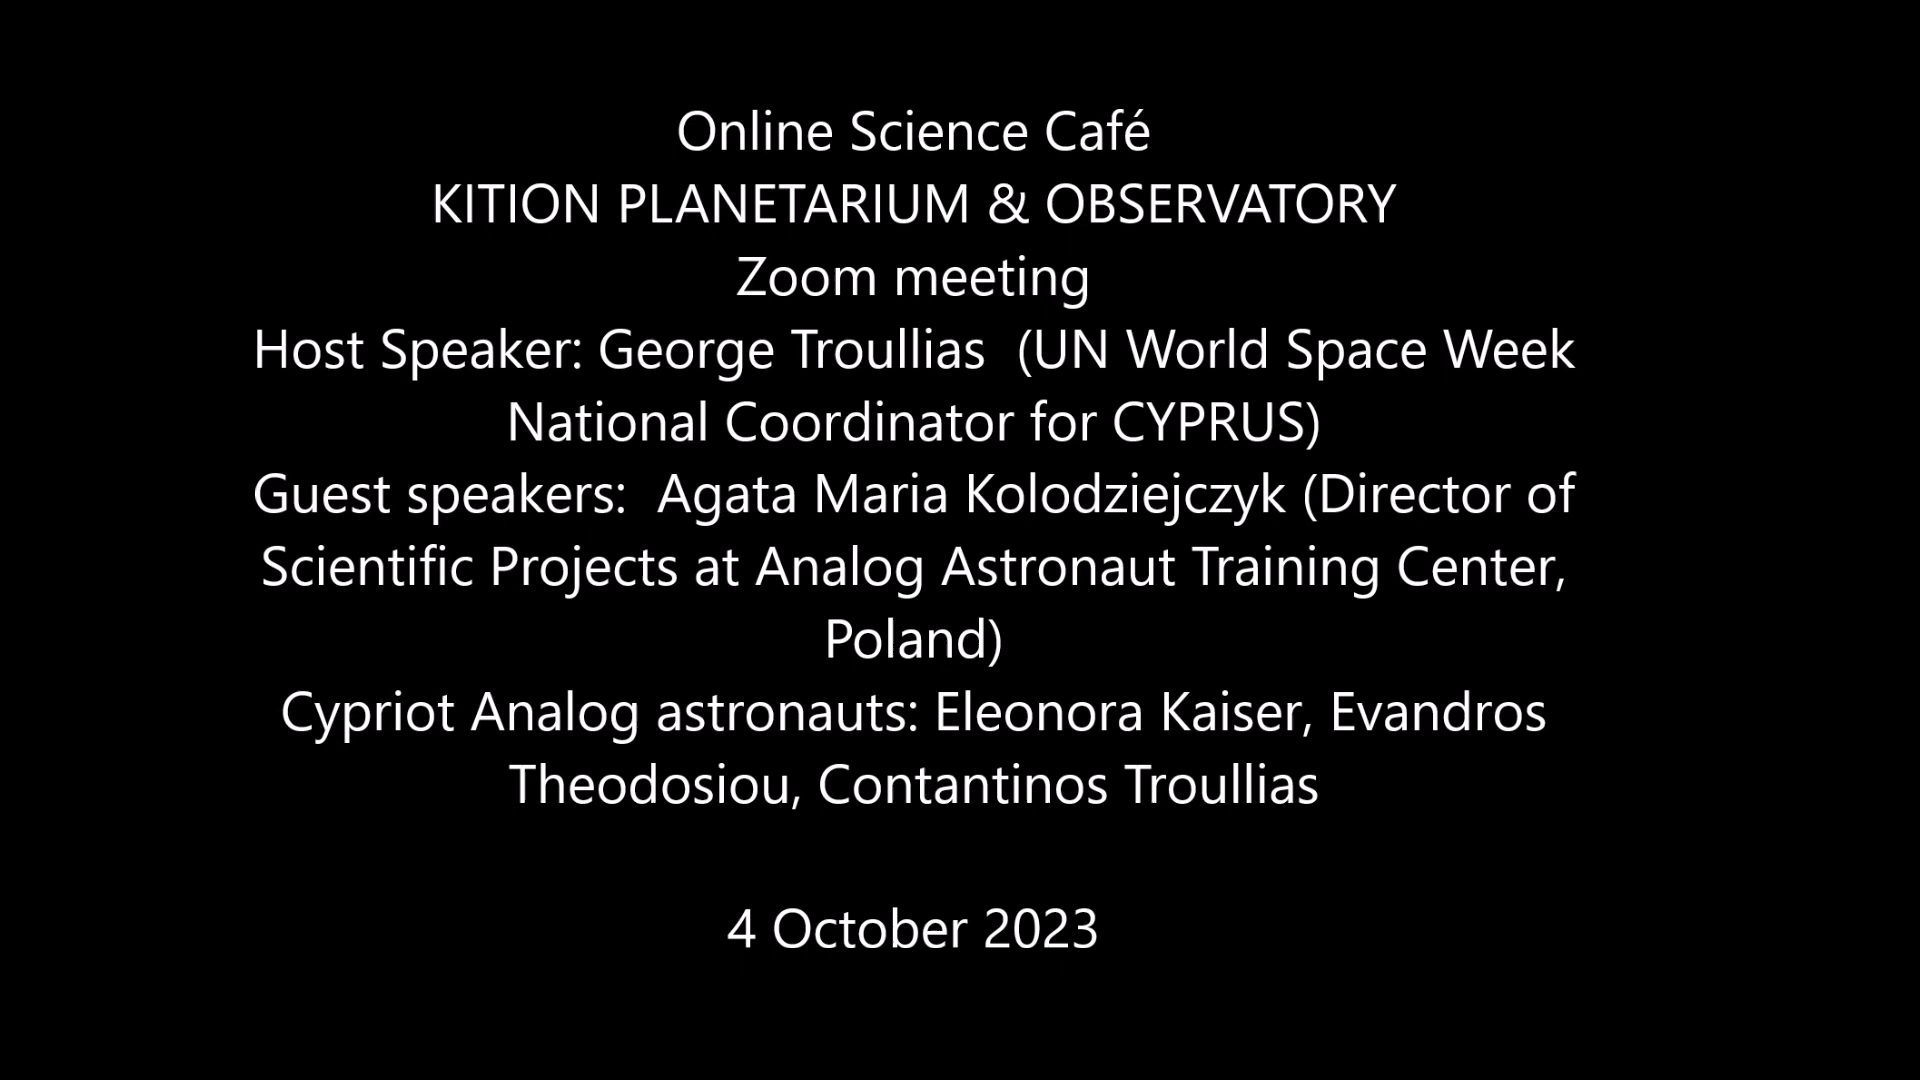 Online Science Café
KITION PLANETARIUM & OBSERVATORY
Zoom meeting
Host Speaker: George Troullias  (UN World Space Week
National Coordinator for CYPRUS)
Guest speakers:  Agata Maria Kolodziejczyk (Director of
Scientific Projects at Analog Astronaut Training Center,
Poland)
Cypriot Analog astronauts: Eleonora Kaiser, Evandros
Theodosiou, Contantinos Troullias
4 October 2023